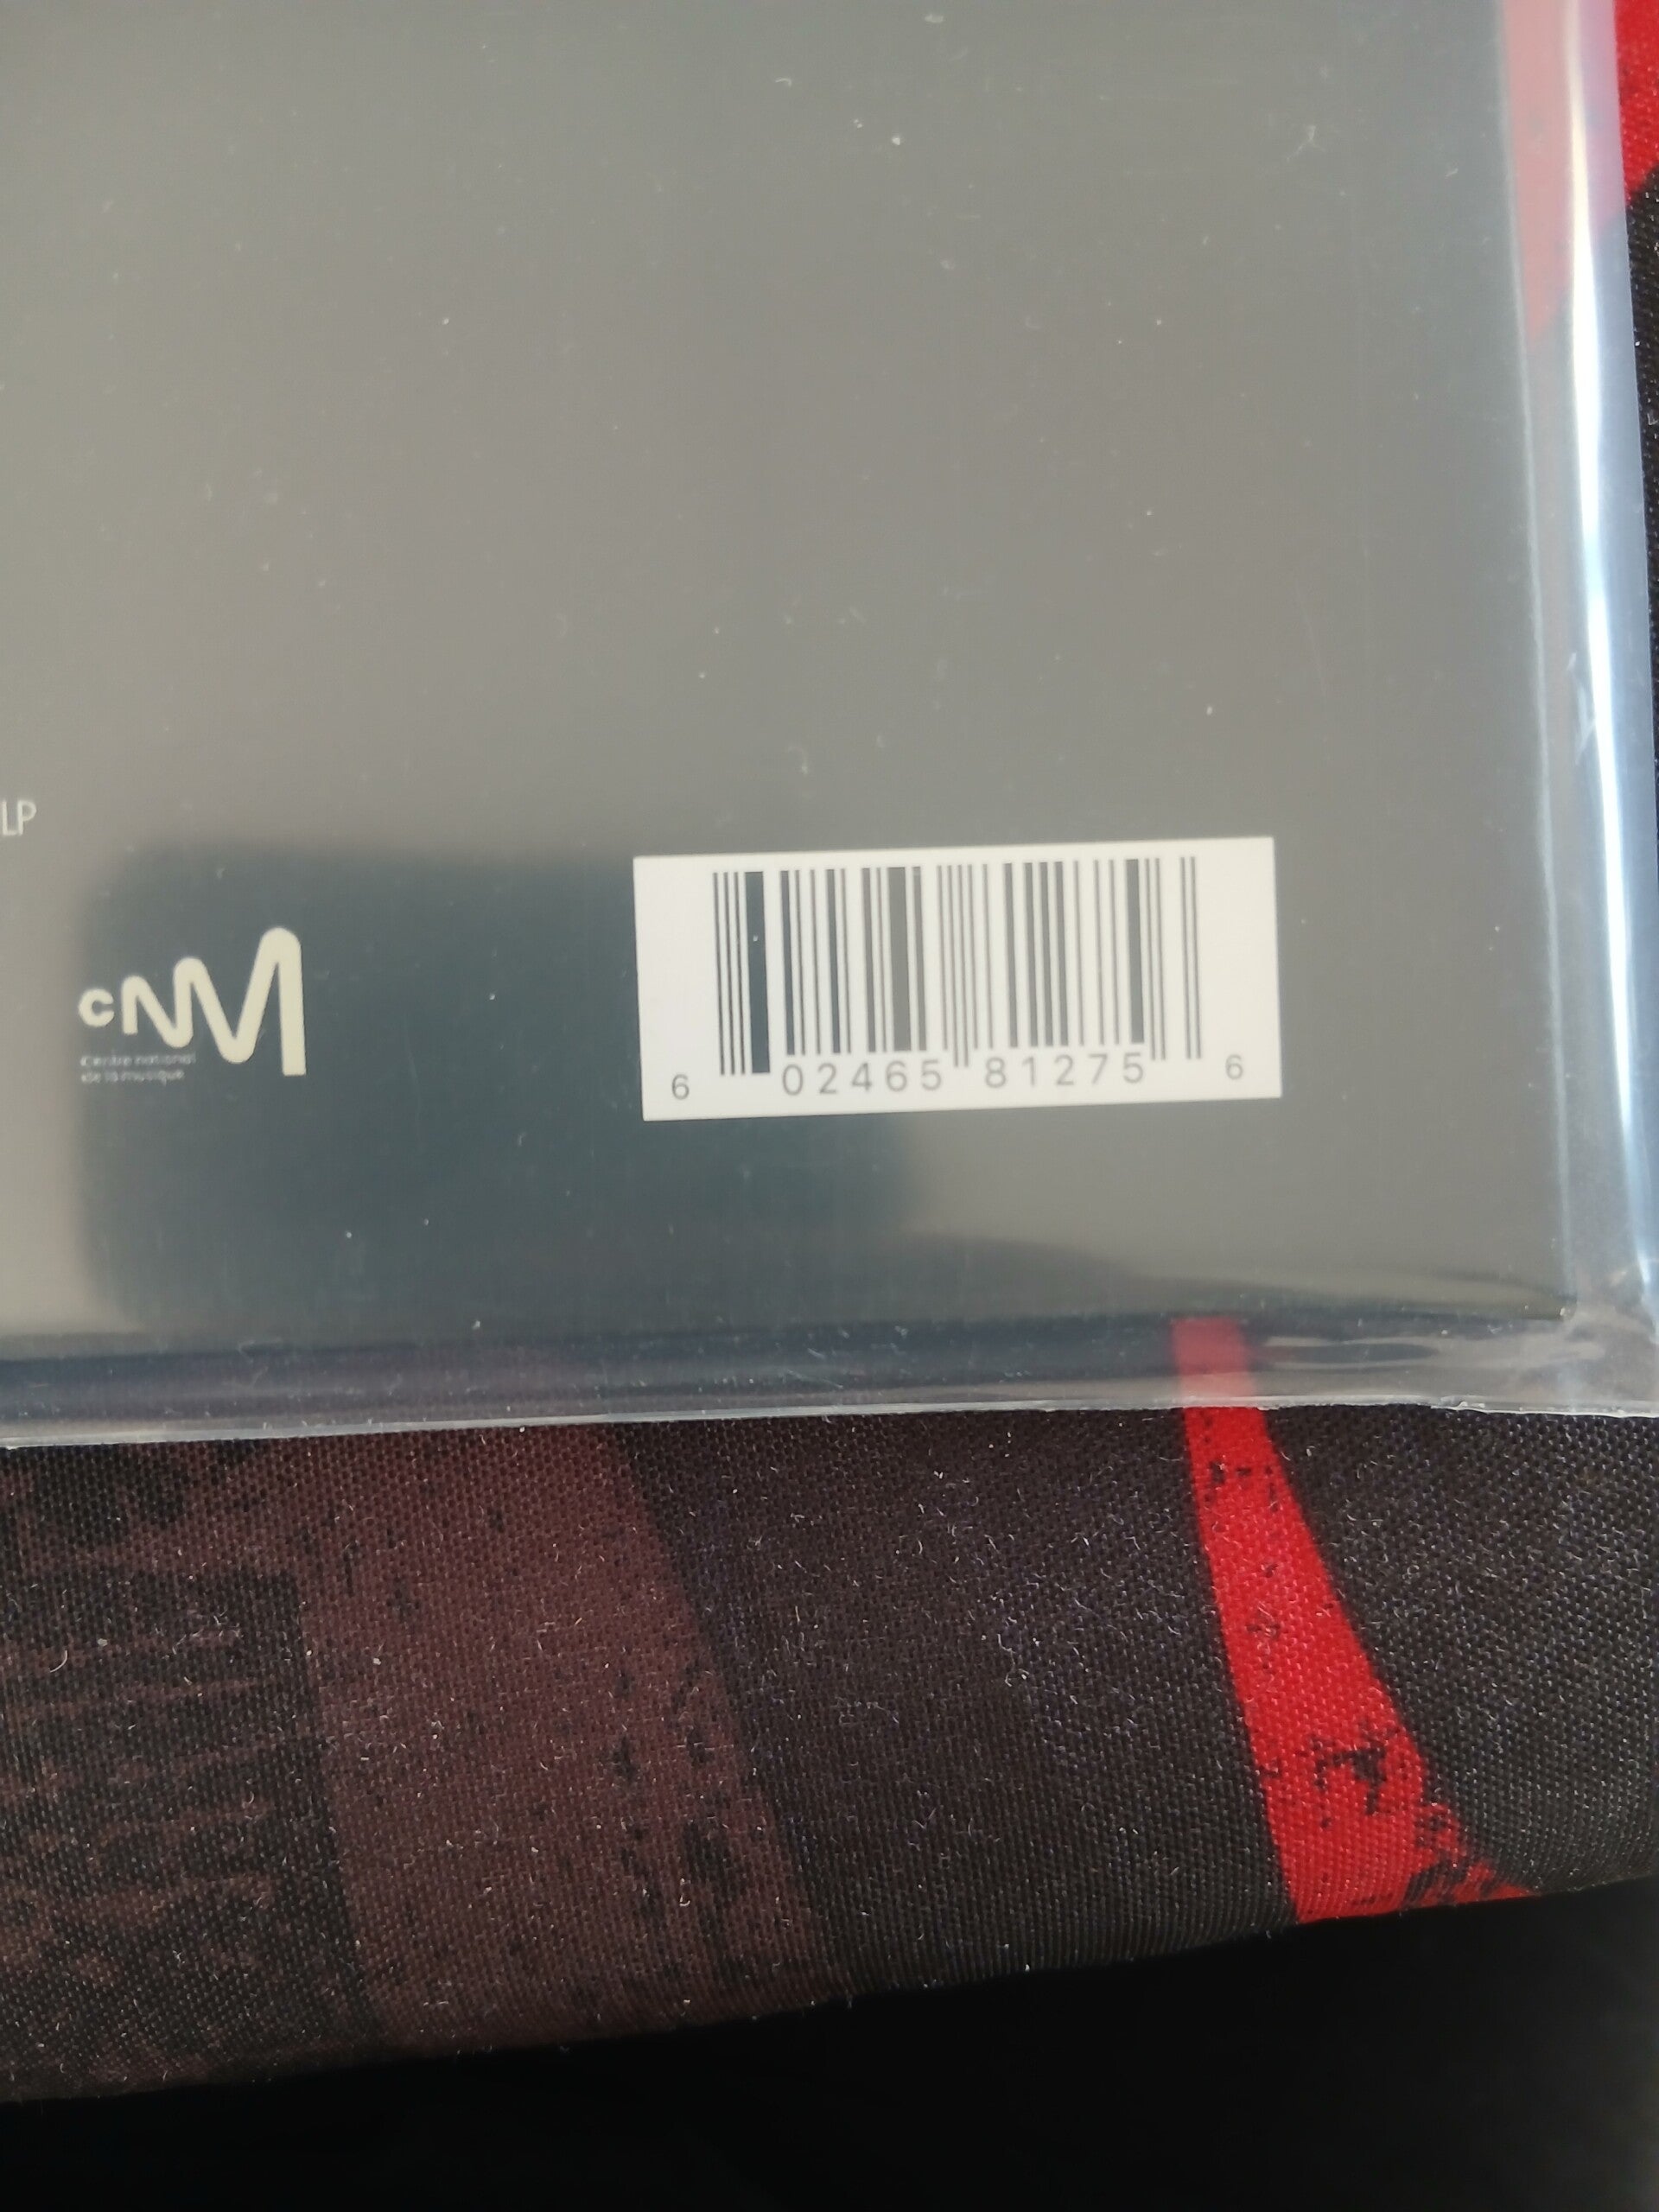 LP
cnM
Centre national
de la musique
6 02465 81275 6